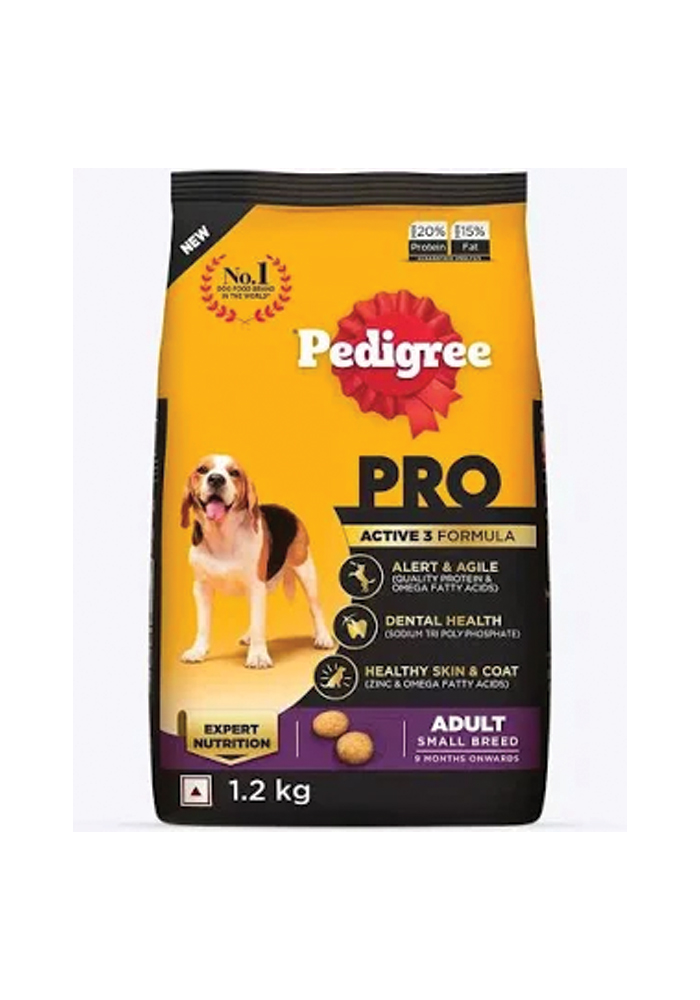 NEW
No.1
DOG FOOD BRAND
IN THE WORLD*
20% 15%
Protein Fat
Pedigree
PRO
ACTIVE 3 FORMULA
ALERT & AGILE
(QUALITY PROTEIN &
OMEGA FATTY ACIDS)
DENTAL HEALTH
(SODIUM TRI POLY PHOSPHATE)
HEALTHY SKIN & COAT
(ZINC & OMEGA FATTY ACIDS)
EXPERT
NUTRITION
ADULT
SMALL BREED
9 MONTHS ONWARDS
1.2 kg